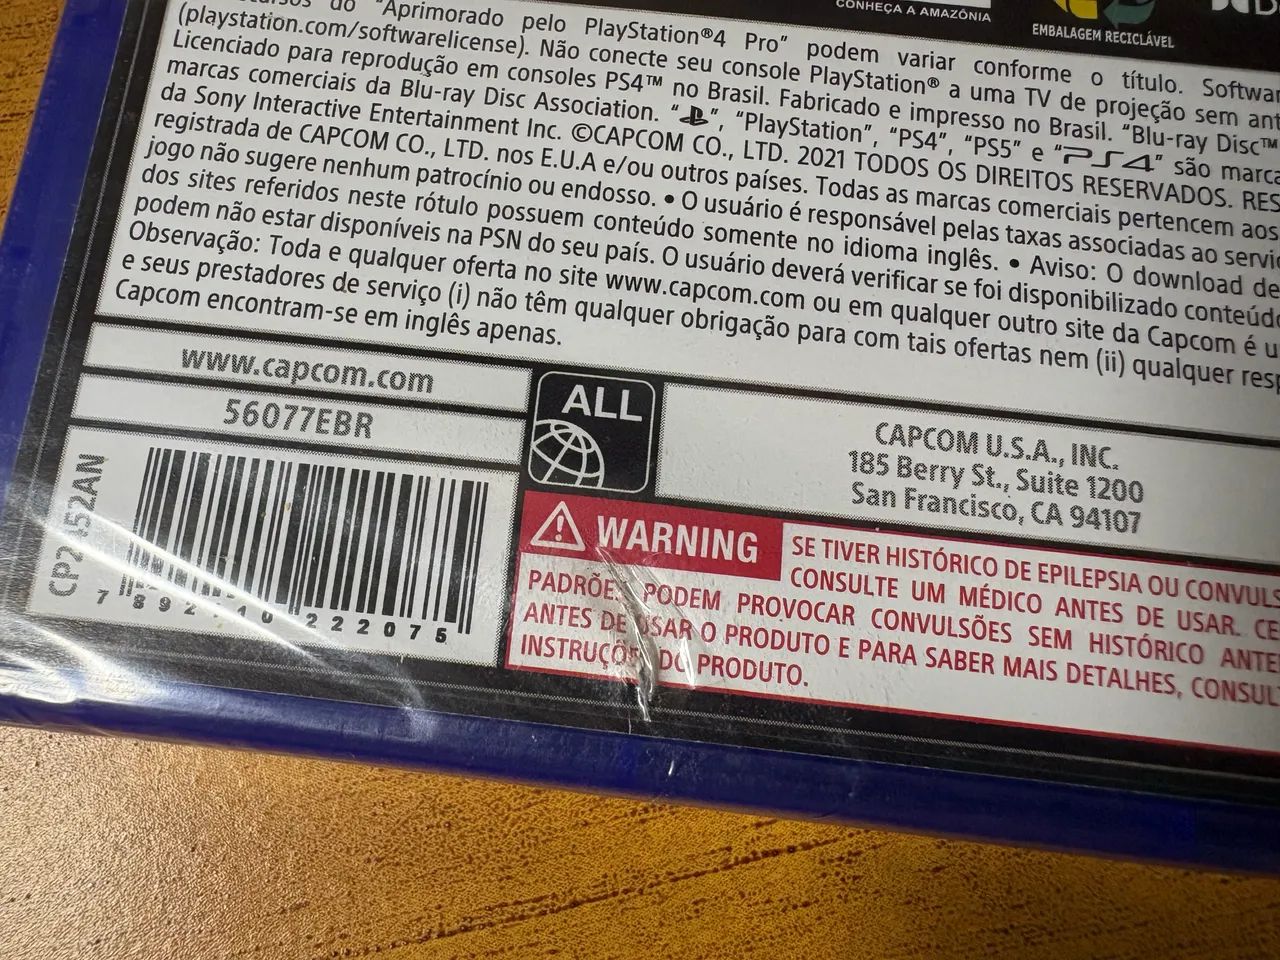 CONHEÇA A AMAZÔNIA
EMBALAGEM RECICLÁVEL
do "Aprimorado pelo PlayStation®4 Pro" podem variar conforme o título.
(playstation.com/softwarelicense). Não conecte seu console PlayStation® a uma TV de projeção sem
Licenciado para reprodução em consoles PS4™ no Brasil. Fabricado e impresso no Brasil. "Blu-ray Disc™
marcas comerciais da Blu-ray Disc Association. " ", "PlayStation", "PS4", "PS5" e "PS4" são
da Sony Interactive Entertainment Inc. ©CAPCOM CO., LTD. 2021 TODOS OS DIREITOS RESERVADOS.
registrada de CAPCOM CO., LTD. nos E.U.A e/ou outros países. Todas as marcas comerciais pertencem aos
jogo não sugere nenhum patrocínio ou endosso. • O usuário é responsável pelas taxas associadas ao
dos sites referidos neste rótulo possuem conteúdo somente no idioma inglês. • Aviso: O download de
podem não estar disponíveis na PSN do seu país. O usuário deverá verificar se foi disponibilizado
Observação: Toda e qualquer oferta no site www.capcom.com ou em qualquer outro site da Capcom é
e seus prestadores de serviço (i) não têm qualquer obrigação para com tais ofertas nem (ii) qualquer
Capcom encontram-se em inglês apenas.
www.capcom.com
56077EBR
ALL
CAPCOM U.S.A., INC.
185 Berry St., Suite 1200
San Francisco, CA 94107
7 892 10 222075
WARNING
SE TIVER HISTÓRICO DE EPILEPSIA OU
CONSULTE UM MÉDICO ANTES DE USAR.
PODEM PROVOCAR CONVULSÕES SEM HISTÓRICO
ANTES DE USAR O PRODUTO E PARA SABER MAIS DETALHES,
DO PRODUTO.